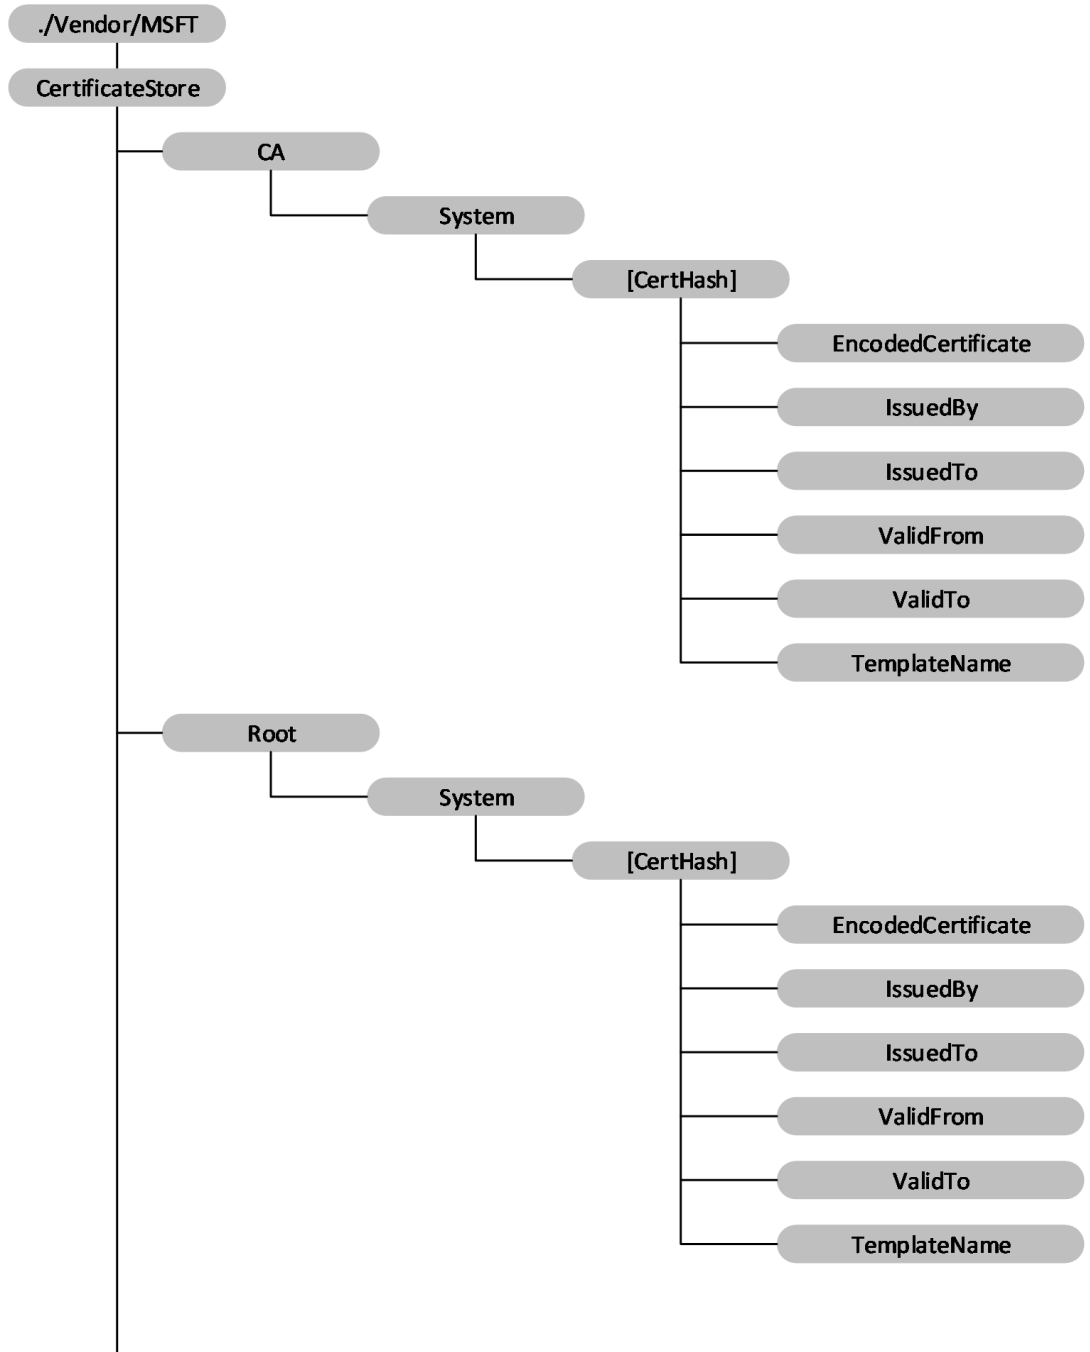 ./Vendor/MSFT
CertificateStore
CA
System
[CertHash]
EncodedCertificate
IssuedBy
IssuedTo
ValidFrom
ValidTo
TemplateName
Root
System
[CertHash]
EncodedCertificate
IssuedBy
IssuedTo
ValidFrom
ValidTo
TemplateName